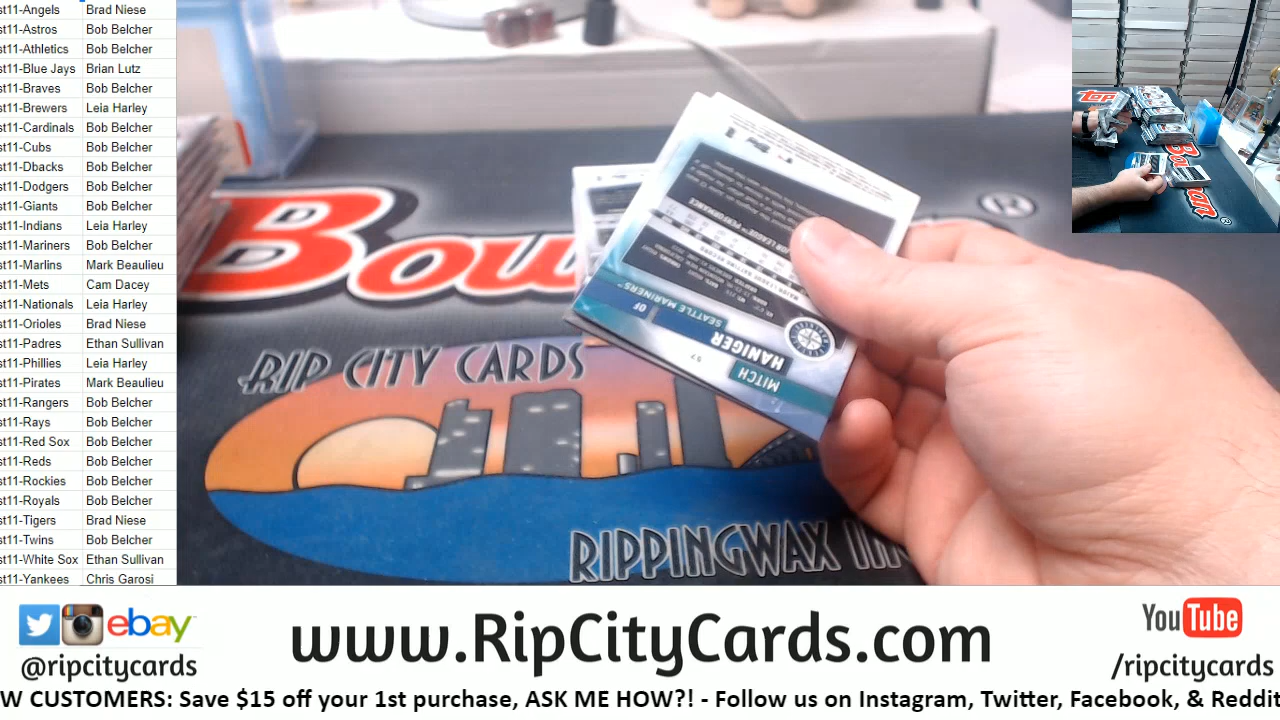 st11-Angels Brad Niese
st11-Astros Bob Belcher
st11-Athletics Bob Belcher
st11-Blue Jays Brian Lutz
st11-Braves Bob Belcher
st11-Brewers Leia Harley
st11-Cardinals Bob Belcher
st11-Cubs Bob Belcher
st11-Dbacks Bob Belcher
st11-Dodgers Bob Belcher
st11-Giants Bob Belcher
st11-Indians Leia Harley
st11-Mariners Bob Belcher
st11-Marlins Mark Beaulieu
st11-Mets Cam Dacey
st11-Nationals Leia Harley
st11-Orioles Brad Niese
st11-Padres Ethan Sullivan
st11-Phillies Leia Harley
st11-Pirates Mark Beaulieu
st11-Rangers Bob Belcher
st11-Rays Bob Belcher
st11-Red Sox Bob Belcher
st11-Reds Bob Belcher
st11-Rockies Bob Belcher
st11-Royals Bob Belcher
st11-Tigers Brad Niese
st11-Twins Bob Belcher
st11-White Sox Ethan Sullivan
st11-Yankees Chris Garosi
Bow
®
57
MITCH
HANIGER
SEATTLE MARINERS™ OF
MAJOR LEAGUE BATTING RECORD
RIP CITY CARDS
RIPPINGWAX
ebay
@ripcitycards
www.RipCityCards.com
YouTube
/ripcitycards
W CUSTOMERS: Save $15 off your 1st purchase, ASK ME HOW?! - Follow us on Instagram, Twitter, Facebook, & Reddit